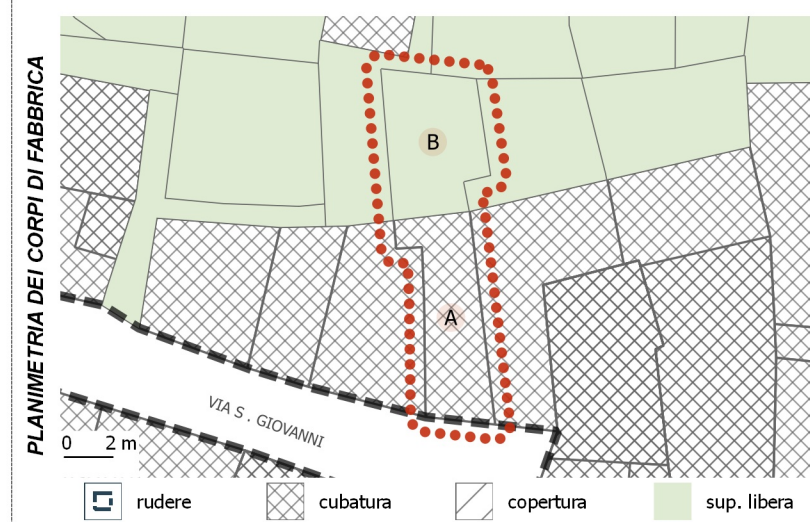 PLANIMETRIA DEI CORPI DI FABBRICA
B
A
VIA S . GIOVANNI
0 2 m
rudere cubatura copertura sup. libera